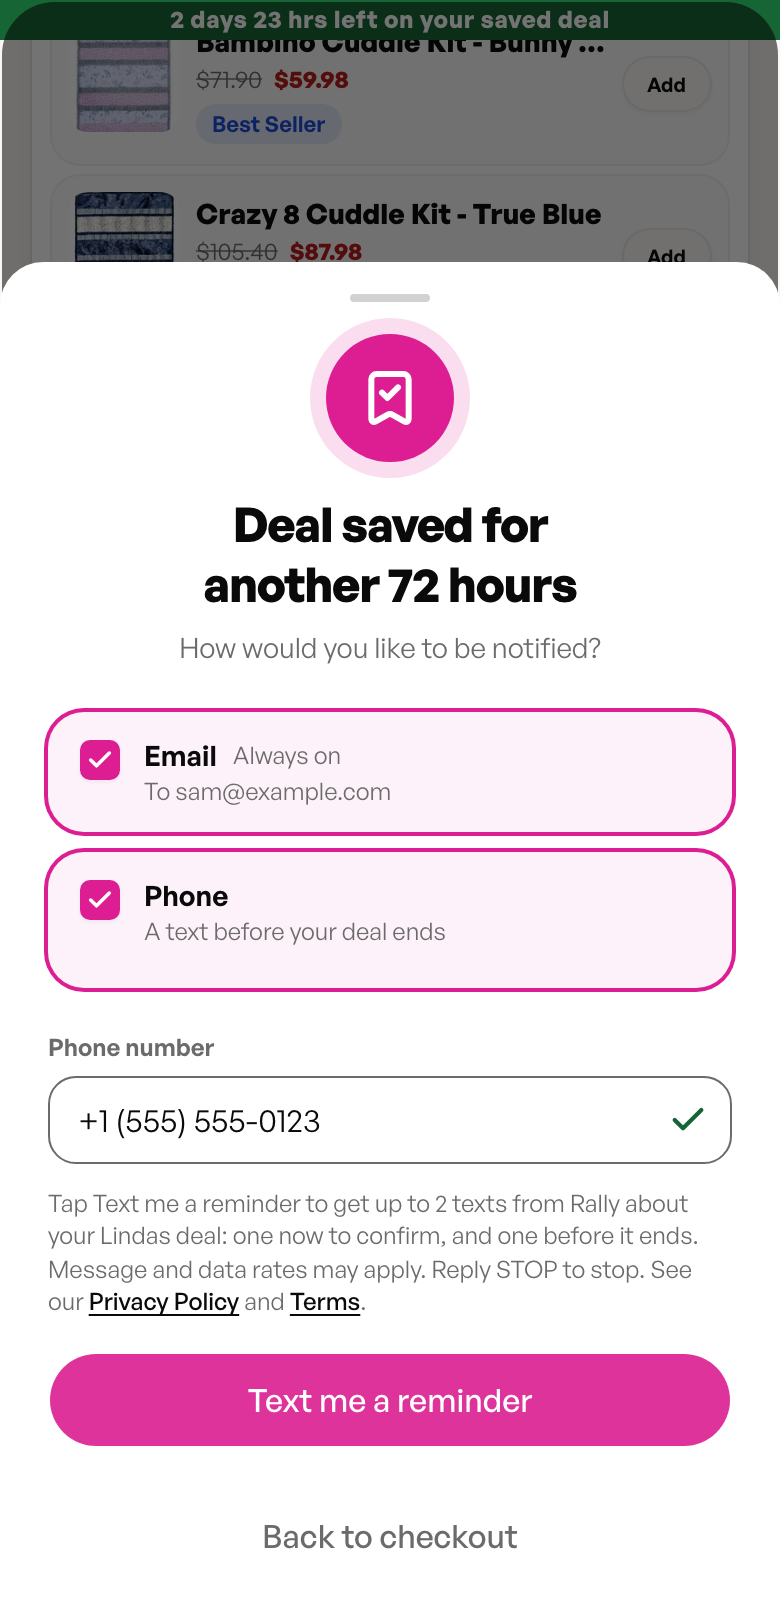 2 days 23 hrs left on your saved deal
Bambino Cuddle Kit - Bunny ...
$71.90 $59.98
Add
Best Seller
Crazy 8 Cuddle Kit - True Blue
$105.40 $87.98
Add
Deal saved for
another 72 hours
How would you like to be notified?
Email Always on
To sam@example.com
Phone
A text before your deal ends
Phone number
+1 (555) 555-0123
Tap Text me a reminder to get up to 2 texts from Rally about
your Lindas deal: one now to confirm, and one before it ends.
Message and data rates may apply. Reply STOP to stop. See
our Privacy Policy and Terms.
Text me a reminder
Back to checkout